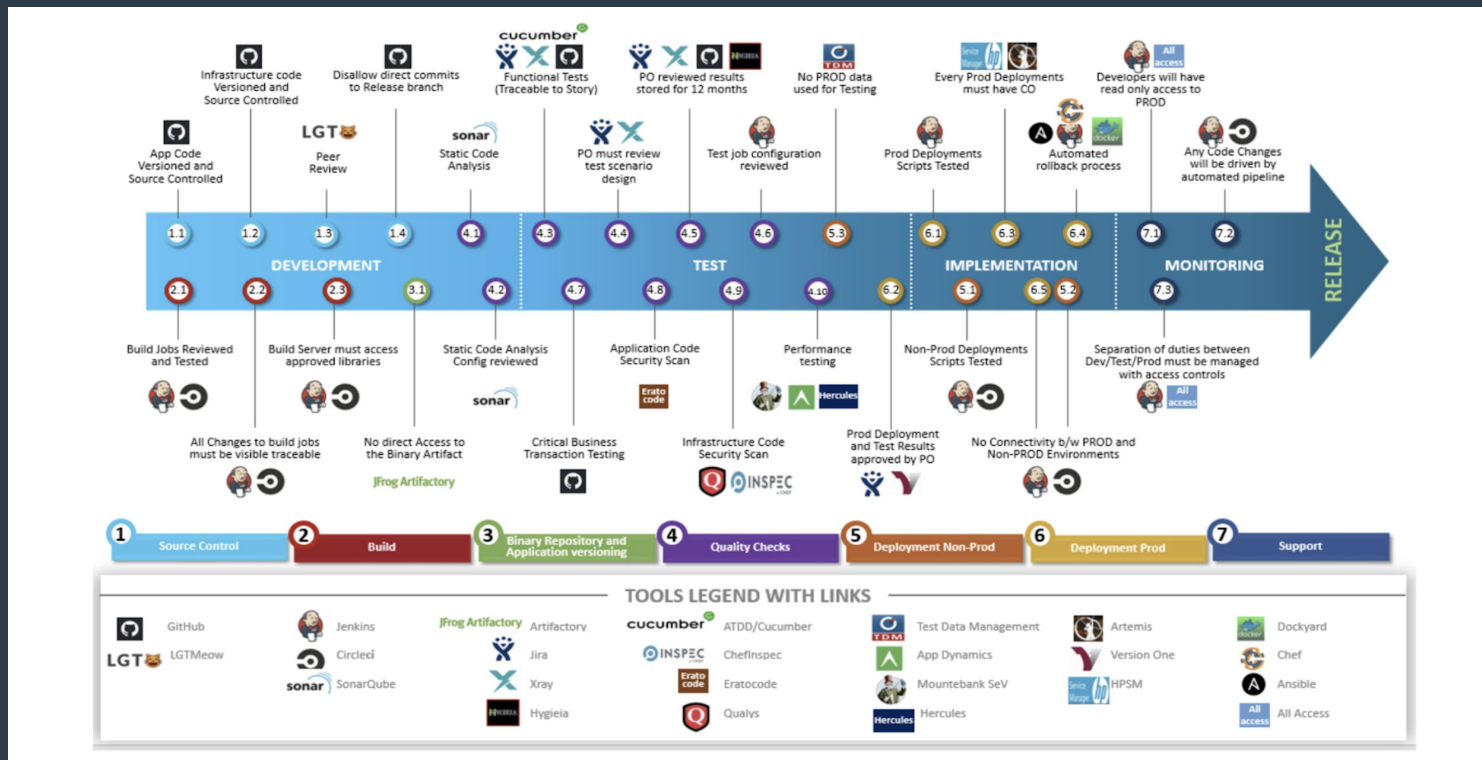 cucumber
Infrastructure code
Versioned and
Source Controlled
Disallow direct commits
to Release branch
Functional Tests
(Traceable to Story)
HYGIEIA
PO reviewed results
stored for 12 months
TDM
No PROD data
used for Testing
Service
Manager
hp
Every Prod Deployments
must have CO
All
access
Developers will have
read only access to
PROD
App Code
Versioned and
Source Controlled
LGT
Peer
Review
sonar
Static Code
Analysis
PO must review
test scenario
design
Test job configuration
reviewed
Prod Deployments
Scripts Tested
docker
Automated
rollback process
Any Code Changes
will be driven by
automated pipeline
1.1
1.2
1.3
1.4
4.1
4.3
4.4
4.5
4.6
5.3
6.1
6.3
6.4
7.1
7.2
DEVELOPMENT
TEST
IMPLEMENTATION
MONITORING
RELEASE
2.1
2.2
2.3
3.1
4.2
4.7
4.8
4.9
4.10
6.2
5.1
6.5
5.2
7.3
Build Jobs Reviewed
and Tested
Build Server must access
approved libraries
Static Code Analysis
Config reviewed
sonar
Application Code
Security Scan
Erato
code
Performance
testing
Hercules
Non-Prod Deployments
Scripts Tested
Separation of duties between
Dev/Test/Prod must be managed
with access controls
All
access
All Changes to build jobs
must be visible traceable
No direct Access to
the Binary Artifact
JFrog Artifactory
Critical Business
Transaction Testing
Infrastructure Code
Security Scan
INSPEC
Prod Deployment
and Test Results
approved by PO
No Connectivity b/w PROD and
Non-PROD Environments
1 Source Control
2 Build
3 Binary Repository and
Application versioning
4 Quality Checks
5 Deployment Non-Prod
6 Deployment Prod
7 Support
TOOLS LEGEND WITH LINKS
GitHub
LGT LGTMeow
Jenkins
Circleci
sonar SonarQube
JFrog Artifactory Artifactory
Jira
Xray
HYGIEIA Hygieia
cucumber ATDD/Cucumber
INSPEC ChefInspec
Erato
code Eratocode
Qualys
TDM Test Data Management
App Dynamics
Mountebank SeV
Hercules Hercules
Artemis
Version One
Service
Manager hp HPSM
docker Dockyard
Chef
Ansible
All
access All Access